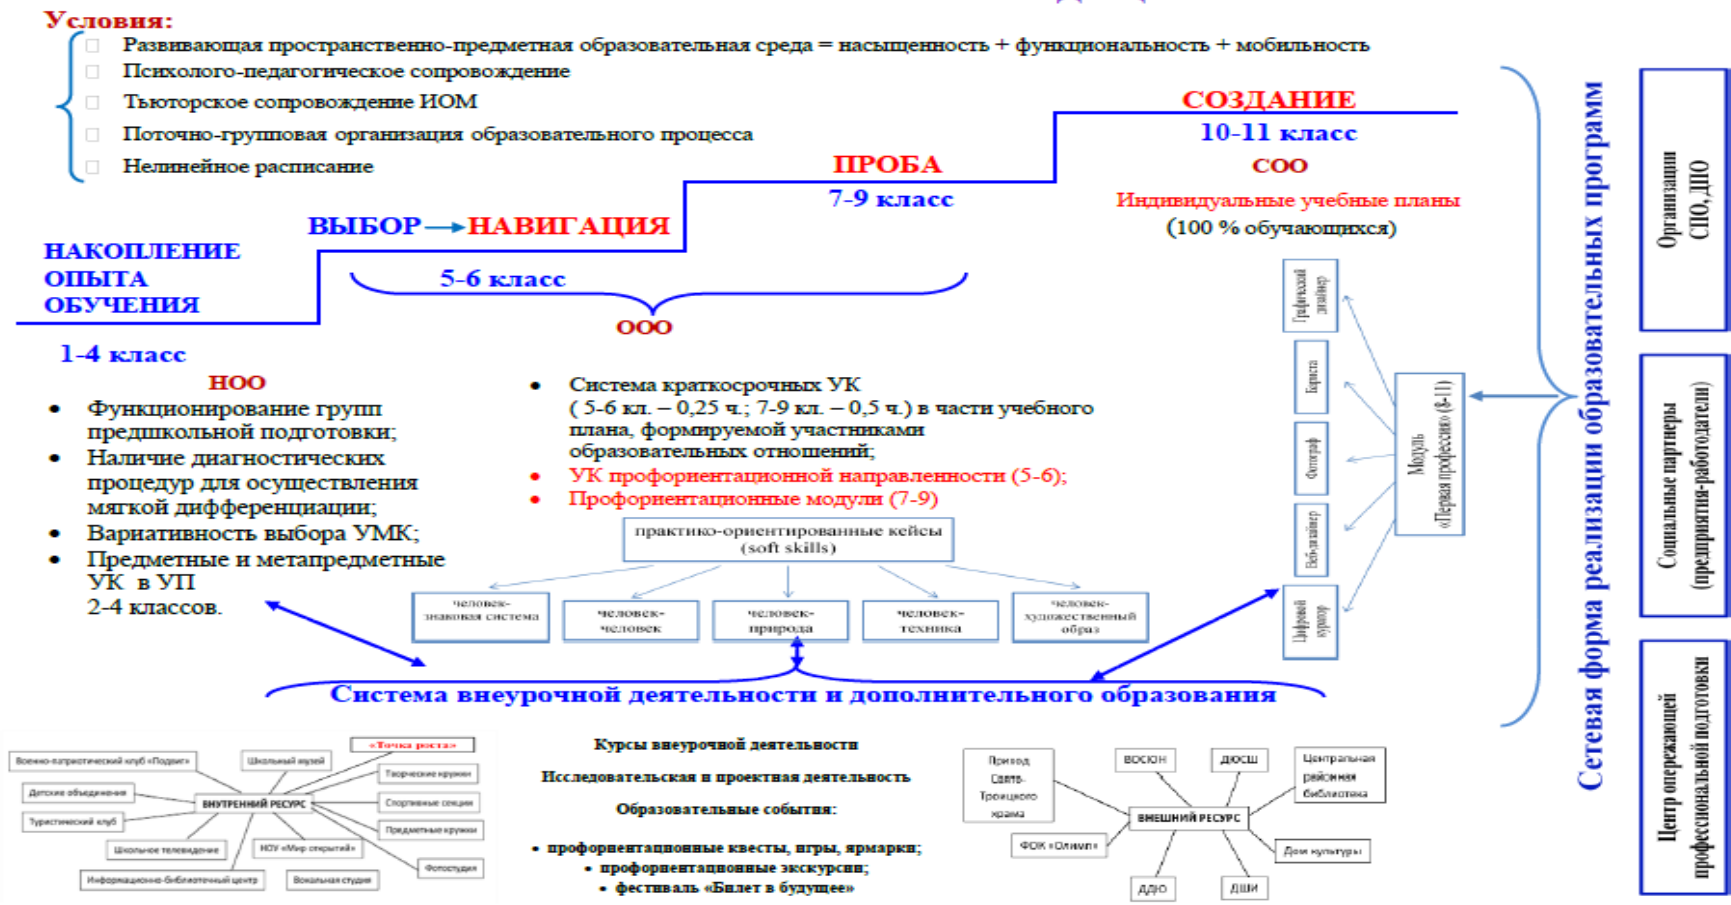 Условия:
Развивающая пространственно-предметная образовательная среда = насыщенность + функциональность + мобильность
Психолого-педагогическое сопровождение
Тьюторское сопровождение ИОМ
Поточно-групповая организация образовательного процесса
Нелинейное расписание
НАКОПЛЕНИЕ
ОПЫТА
ОБУЧЕНИЯ
1-4 класс
ВЫБОР
НАВИГАЦИЯ
5-6 класс
ПРОБА
7-9 класс
СОЗДАНИЕ
10-11 класс
СОО
Индивидуальные учебные планы
(100 % обучающихся)
НОО
• Функционирование групп
предшкольной подготовки;
• Наличие диагностических
процедур для осуществления
мягкой дифференциации;
• Вариативность выбора УМК;
• Предметные и метапредметные
УК в УП
2-4 классов.
ООО
• Система краткосрочных УК
( 5-6 кл. – 0,25 ч.; 7-9 кл. – 0,5 ч.) в части учебного
плана, формируемой участниками
образовательных отношений;
• УК профориентационной направленности (5-6);
• Профориентационные модули (7-9)
практико-ориентированные кейсы
(soft skills)
человек-
знаковая система
человек-
человек
человек-
природа
человек-
техника
человек-
художественный
образ
Графический
дизайнер
Бариста
Фотограф
Веб-дизайнер
Цифровой
куратор
Модуль
«Первая профессия» (8-11)
Сетевая форма реализации образовательных программ
Организации
СПО, ДПО
Социальные партнеры
(предприятия-работодатели)
Центр опережающей
профессиональной подготовки
Система внеурочной деятельности и дополнительного образования
«Точка роста»
Военно-патриотический клуб «Подвиг»
Школьный музей
Творческие кружки
Детские объединения
ВНУТРЕННИЙ РЕСУРС
Спортивные секции
Туристический клуб
Предметные кружки
Школьное телевидение
НОУ «Мир открытий»
Фотостудия
Информационно-библиотечный центр
Вокальная студия
Курсы внеурочной деятельности
Исследовательская и проектная деятельность
Образовательные события:
• профориентационные квесты, игры, ярмарки;
• профориентационные экскурсии;
• фестиваль «Билет в будущее»
Приход
Свято-
Троицкого
храма
ВОСЮН
ДЮСШ
Центральная
районная
библиотека
ВНЕШНИЙ РЕСУРС
ФОК «Олимп»
Дом культуры
ДДЮ
ДШИ